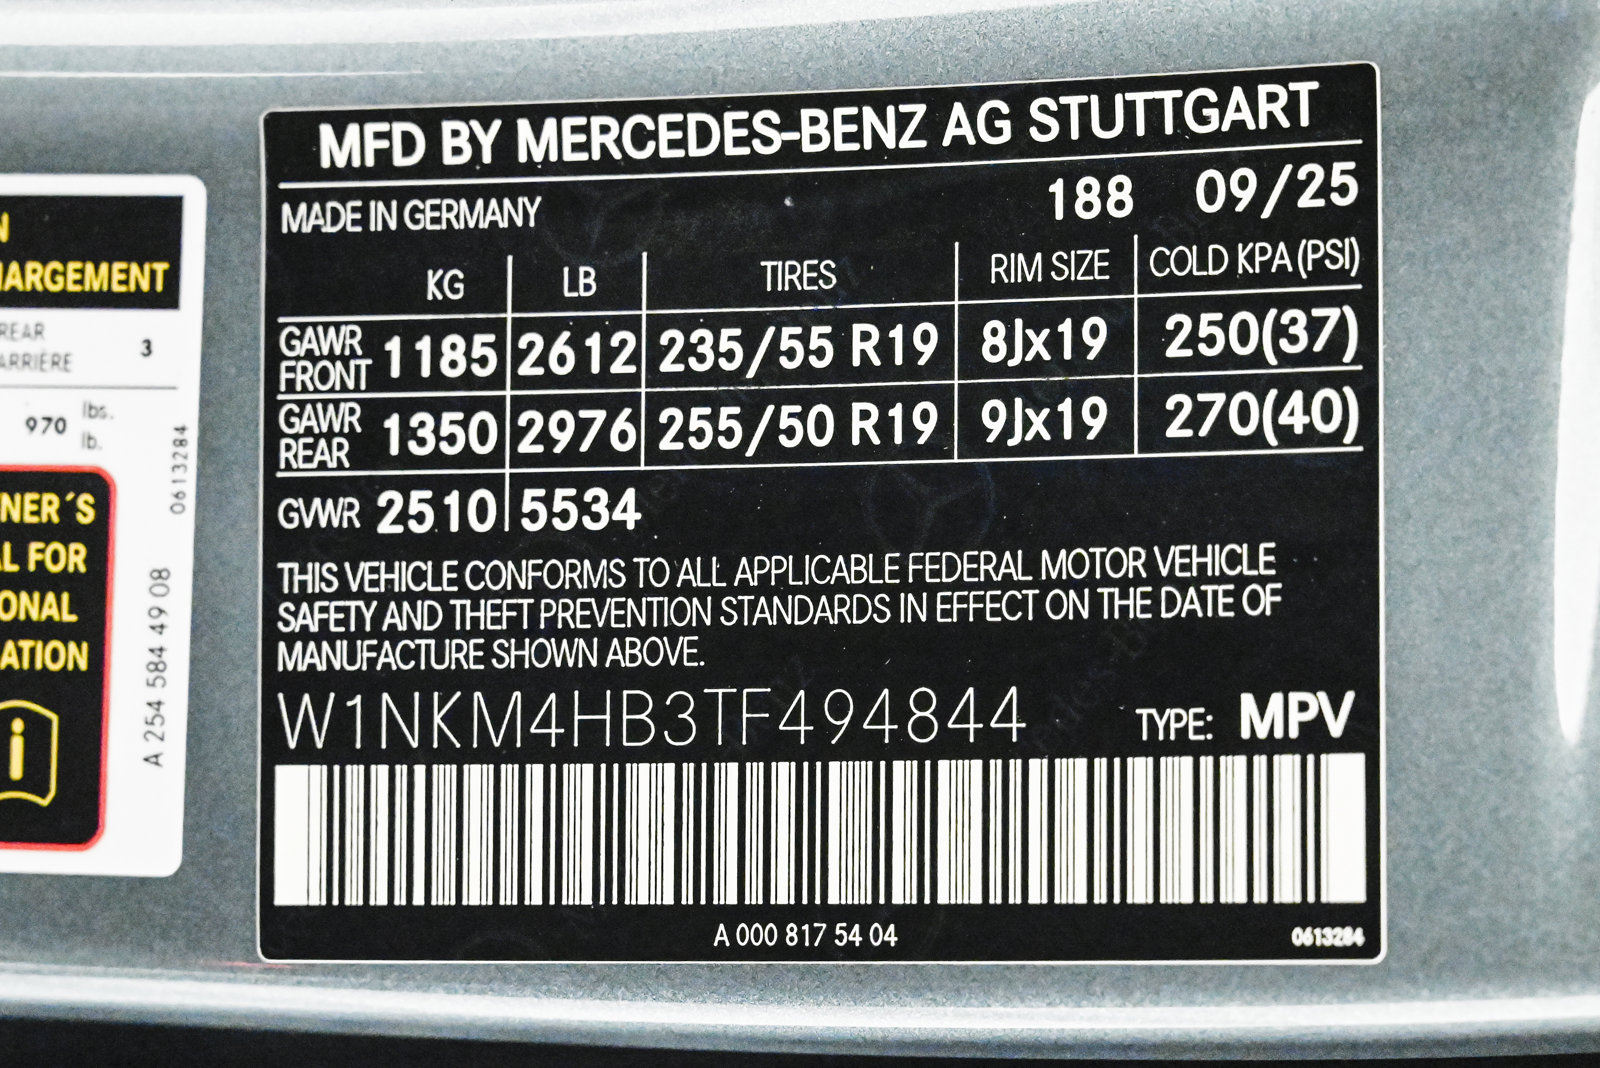 N
HARGEMENT
REAR
ARRIÈRE
3
970 lbs.
lb.
0613284
NER´S
L FOR
ONAL
ATION
i
A 254 584 49 08
MFD BY MERCEDES-BENZ AG STUTTGART
MADE IN GERMANY 188 09/25
KG LB TIRES RIM SIZE COLD KPA (PSI)
GAWR FRONT 1185 2612 235/55 R19 8Jx19 250(37)
GAWR REAR 1350 2976 255/50 R19 9Jx19 270(40)
GVWR 2510 5534
THIS VEHICLE CONFORMS TO ALL APPLICABLE FEDERAL MOTOR VEHICLE
SAFETY AND THEFT PREVENTION STANDARDS IN EFFECT ON THE DATE OF
MANUFACTURE SHOWN ABOVE.
W1NKM4HB3TF494844 TYPE: MPV
A 000 817 54 04
0613284